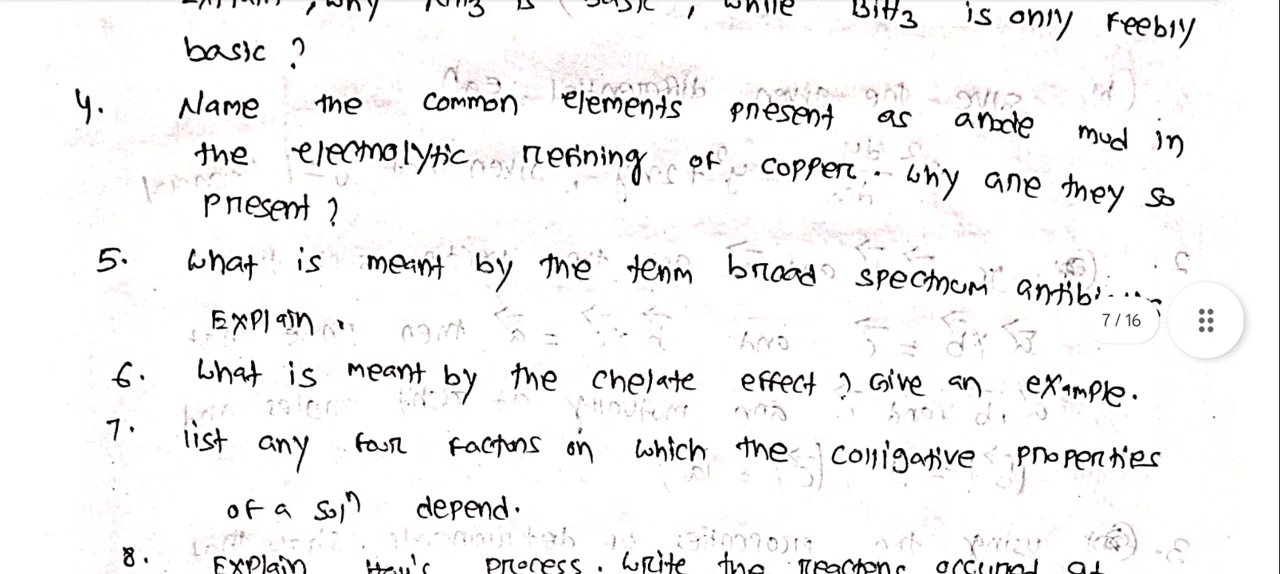 is only feebly
basic ?
4. Name the common elements present as anode mud in
the electrolytic refining of copper. Why are they so
present ?
5. What is meant by the term broad spectrum antibi
Explain.
7 / 16
6. What is meant by the chelate effect ? Give an example.
7. list any four factors on which the colligative properties
of a solⁿ depend.
8. Explain process. Write the